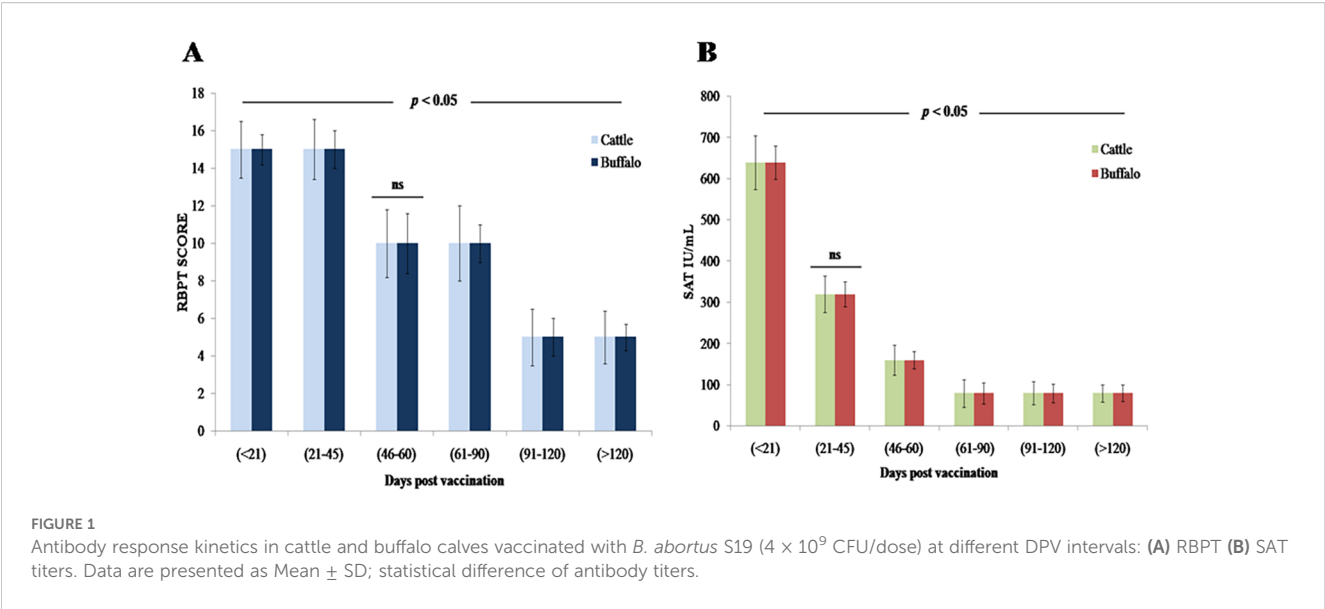 A
18
16
14
12
10
8
6
4
2
0
RBPT SCORE
p < 0.05
Cattle
Buffalo
ns
(<21) (21-45) (46-60) (61-90) (91-120) (>120)
Days post vaccination
B
800
700
600
500
400
300
200
100
0
SAT IU/mL
p < 0.05
Cattle
Buffalo
ns
(<21) (21-45) (46-60) (61-90) (91-120) (>120)
Days post vaccination
FIGURE 1
Antibody response kinetics in cattle and buffalo calves vaccinated with B. abortus S19 (4 × 10⁹ CFU/dose) at different DPV intervals: (A) RBPT (B) SAT
titers. Data are presented as Mean ± SD; statistical difference of antibody titers.